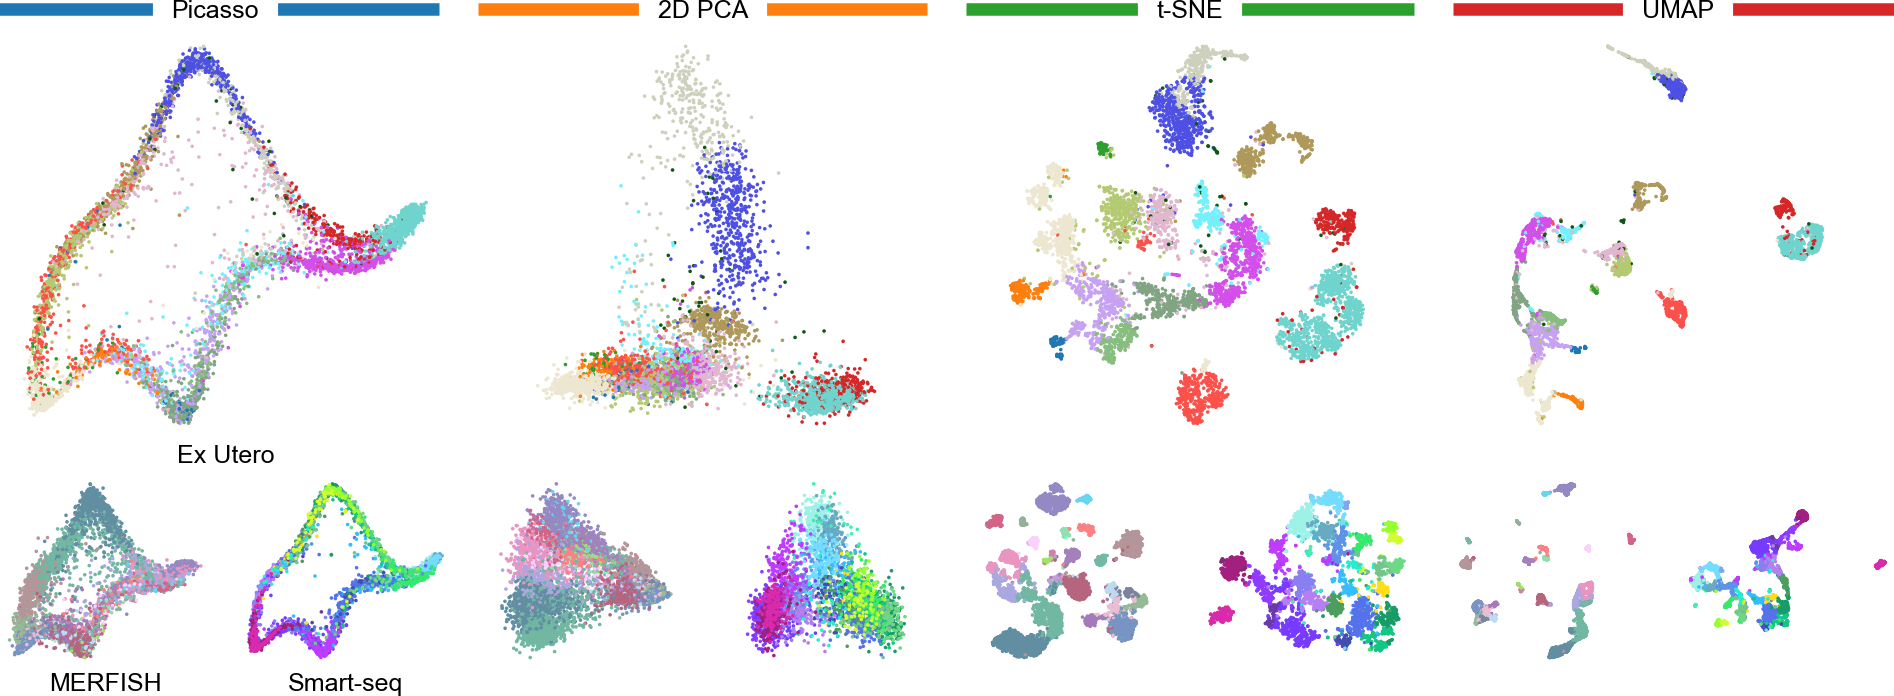 Picasso
2D PCA
t-SNE
UMAP
Ex Utero
MERFISH
Smart-seq